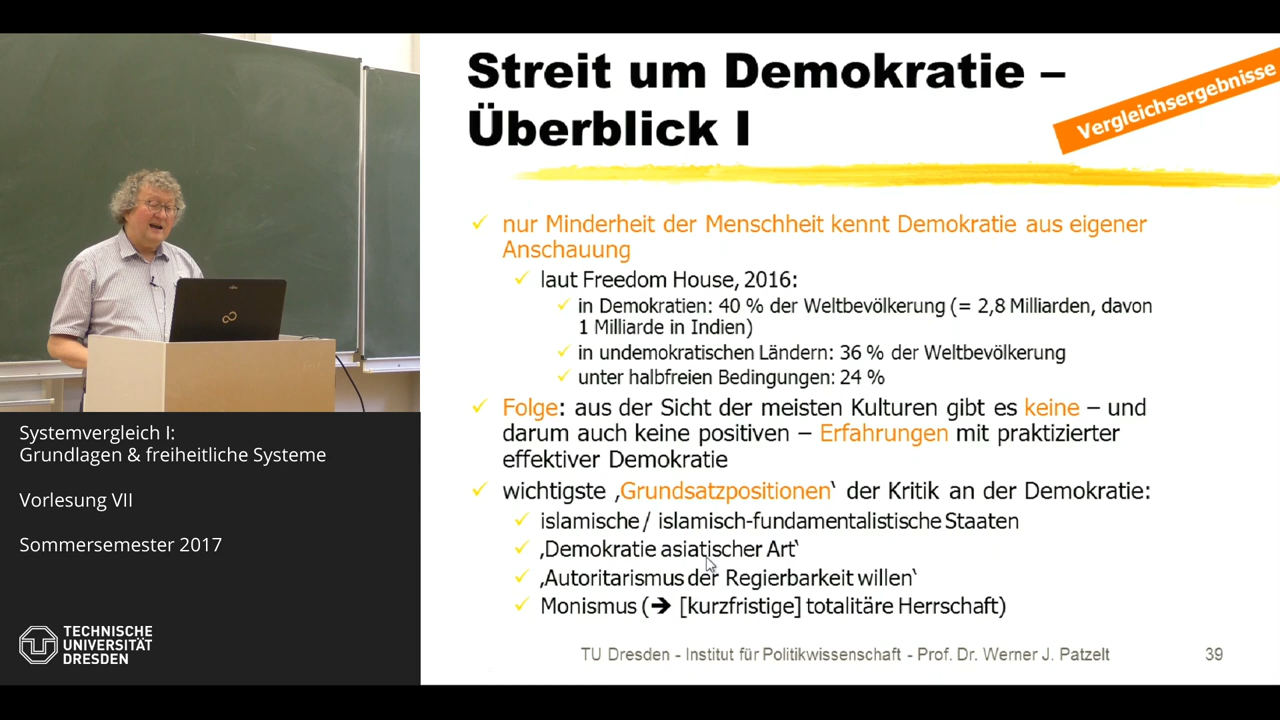 Streit um Demokratie –
Überblick I
Vergleichsergebnisse
nur Minderheit der Menschheit kennt Demokratie aus eigener
Anschauung
laut Freedom House, 2016:
in Demokratien: 40 % der Weltbevölkerung (= 2,8 Milliarden, davon
1 Milliarde in Indien)
in undemokratischen Ländern: 36 % der Weltbevölkerung
unter halbfreien Bedingungen: 24 %
Folge: aus der Sicht der meisten Kulturen gibt es keine – und
darum auch keine positiven – Erfahrungen mit praktizierter
effektiver Demokratie
wichtigste ‚Grundsatzpositionen‘ der Kritik an der Demokratie:
islamische / islamisch-fundamentalistische Staaten
‚Demokratie asiatischer Art‘
‚Autoritarismus der Regierbarkeit willen‘
Monismus (➔ [kurzfristige] totalitäre Herrschaft)
TU Dresden - Institut für Politikwissenschaft - Prof. Dr. Werner J. Patzelt
39
Systemvergleich I:
Grundlagen & freiheitliche Systeme
Vorlesung VII
Sommersemester 2017
TECHNISCHE
UNIVERSITÄT
DRESDEN